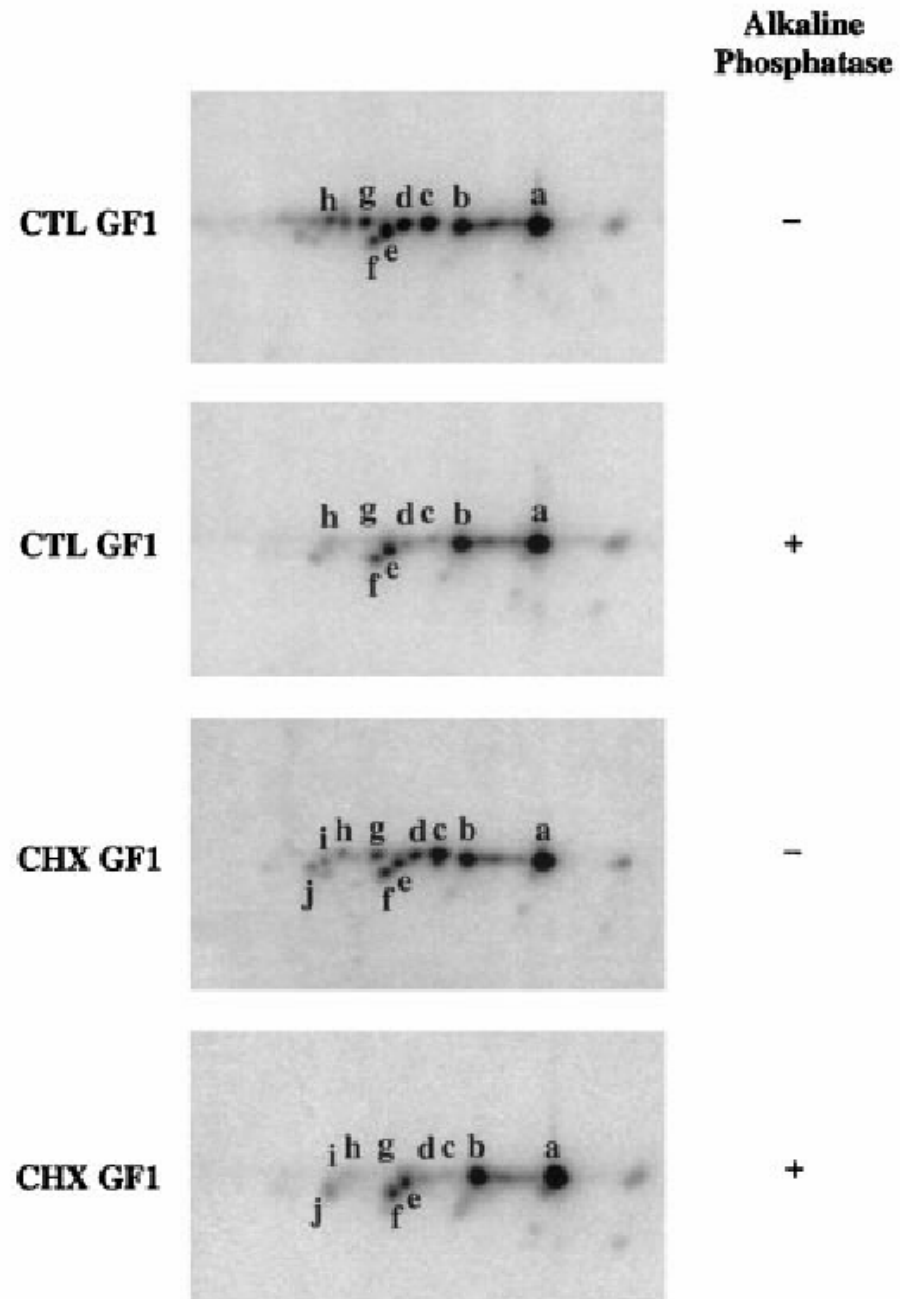 Alkaline
Phosphatase
h g d c b a
CTL GF1 –
f e
h g d c b a
CTL GF1 +
f e
i h g d c b a
CHX GF1 –
j f e
i h g d c b a
CHX GF1 +
j f e